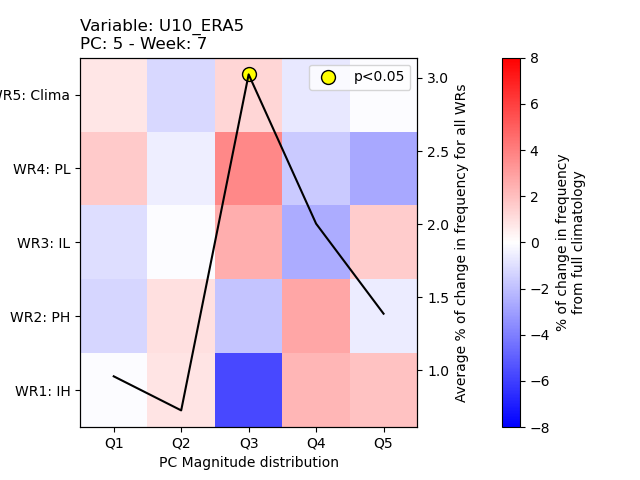 Variable: U10_ERA5
PC: 5 - Week: 7
p<0.05
WR5: Clima
WR4: PL
WR3: IL
WR2: PH
WR1: IH
Q1 Q2 Q3 Q4 Q5
PC Magnitude distribution
3.0
2.5
2.0
1.5
1.0
Average % of change in frequency for all WRs
8
6
4
2
0
−2
−4
−6
−8
% of change in frequency
from full climatology